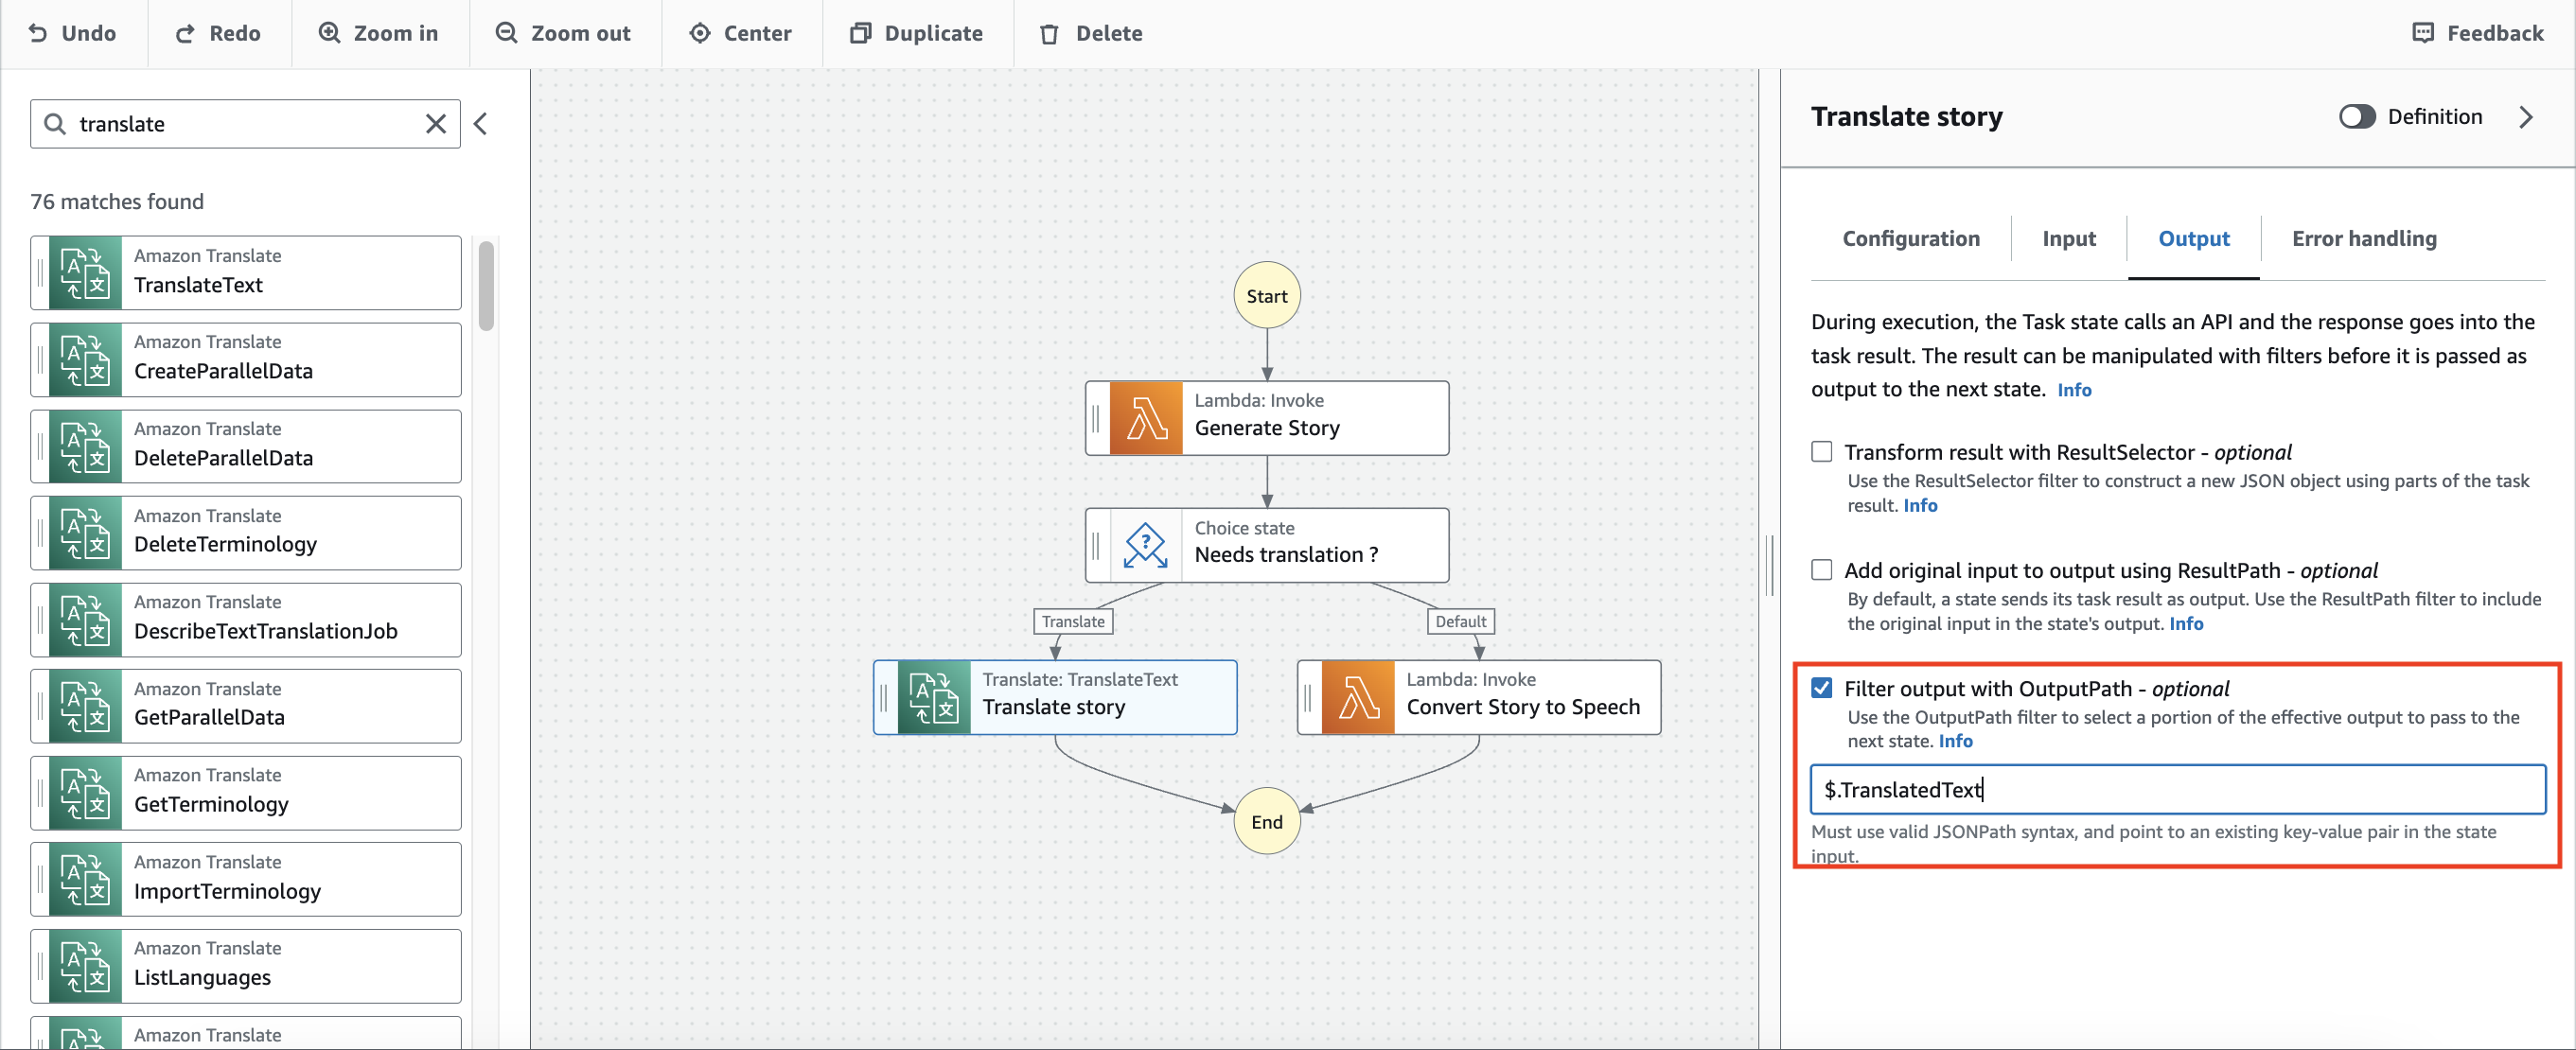 Undo
Redo
Zoom in
Zoom out
Center
Duplicate
Delete
Feedback
translate
76 matches found
Amazon Translate
TranslateText
Amazon Translate
CreateParallelData
Amazon Translate
DeleteParallelData
Amazon Translate
DeleteTerminology
Amazon Translate
DescribeTextTranslationJob
Amazon Translate
GetParallelData
Amazon Translate
GetTerminology
Amazon Translate
ImportTerminology
Amazon Translate
ListLanguages
Amazon Translate
Start
Lambda: Invoke
Generate Story
Choice state
Needs translation ?
Translate
Default
Translate: TranslateText
Translate story
Lambda: Invoke
Convert Story to Speech
End
Translate story
Definition
Configuration
Input
Output
Error handling
During execution, the Task state calls an API and the response goes into the
task result. The result can be manipulated with filters before it is passed as
output to the next state. Info
Transform result with ResultSelector - optional
Use the ResultSelector filter to construct a new JSON object using parts of the task
result. Info
Add original input to output using ResultPath - optional
By default, a state sends its task result as output. Use the ResultPath filter to include
the original input in the state's output. Info
Filter output with OutputPath - optional
Use the OutputPath filter to select a portion of the effective output to pass to the
next state. Info
$.TranslatedText
Must use valid JSONPath syntax, and point to an existing key-value pair in the state
input.